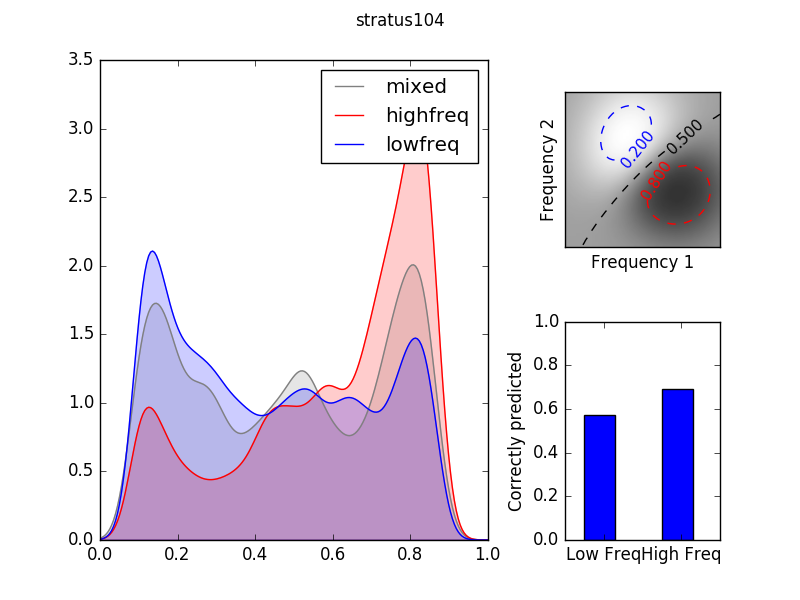 stratus104
3.5
3.0
2.5
2.0
1.5
1.0
0.5
0.0
0.0 0.2 0.4 0.6 0.8 1.0
mixed
highfreq
lowfreq
Frequency 2
0.200
0.500
0.800
Frequency 1
Correctly predicted
1.0
0.8
0.6
0.4
0.2
0.0
Low Freq High Freq